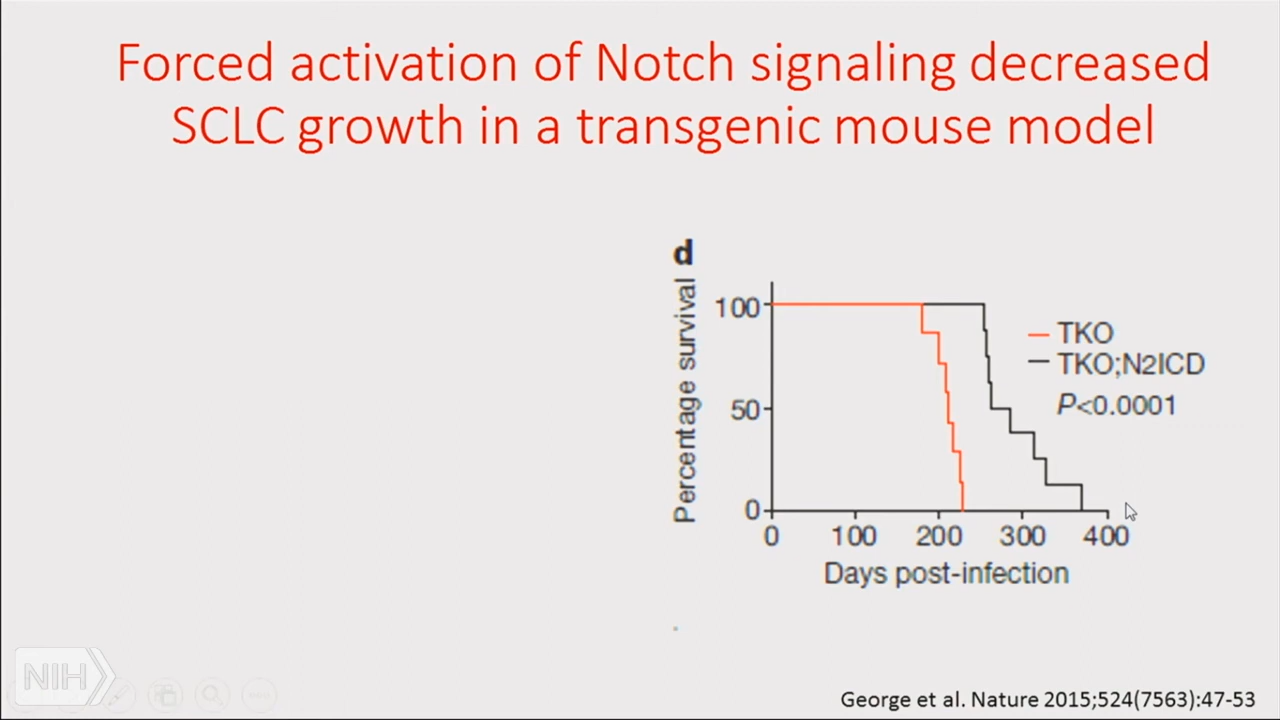 Forced activation of Notch signaling decreased
SCLC growth in a transgenic mouse model
d
Percentage survival
100
50
0
0 100 200 300 400
Days post-infection
TKO
TKO;N2ICD
P<0.0001
NIH
George et al. Nature 2015;524(7563):47-53